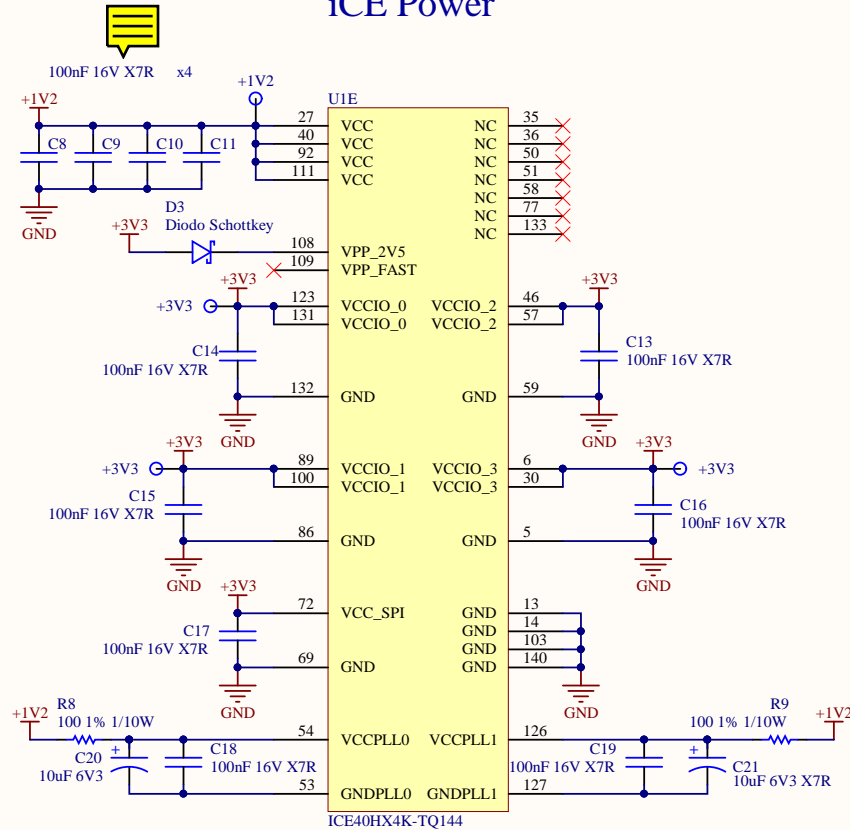 iCE Power
100nF 16V X7R x4
+1V2
+1V2
C8 C9 C10 C11
GND
U1E
27 VCC
40 VCC
92 VCC
111 VCC
NC 35
NC 36
NC 50
NC 51
NC 58
NC 77
NC 133
D3
Diodo Schottkey
+3V3
108 VPP_2V5
109 VPP_FAST
+3V3
+3V3
123 VCCIO_0
131 VCCIO_0
C14
100nF 16V X7R
132 GND
GND
+3V3
VCCIO_2 46
VCCIO_2 57
C13
100nF 16V X7R
GND 59
GND
+3V3
+3V3
89 VCCIO_1
100 VCCIO_1
C15
100nF 16V X7R
86 GND
GND
+3V3
+3V3
VCCIO_3 6
VCCIO_3 30
C16
100nF 16V X7R
GND 5
GND
+3V3
72 VCC_SPI
C17
100nF 16V X7R
69 GND
GND
GND 13
GND 14
GND 103
GND 140
GND
+1V2
R8
100 1% 1/10W
54 VCCPLL0
+
C20
10uF 6V3
C18
100nF 16V X7R
53 GNDPLL0
VCCPLL1 126
R9
100 1% 1/10W
+1V2
C19
100nF 16V X7R
+
C21
10uF 6V3 X7R
GNDPLL1 127
ICE40HX4K-TQ144